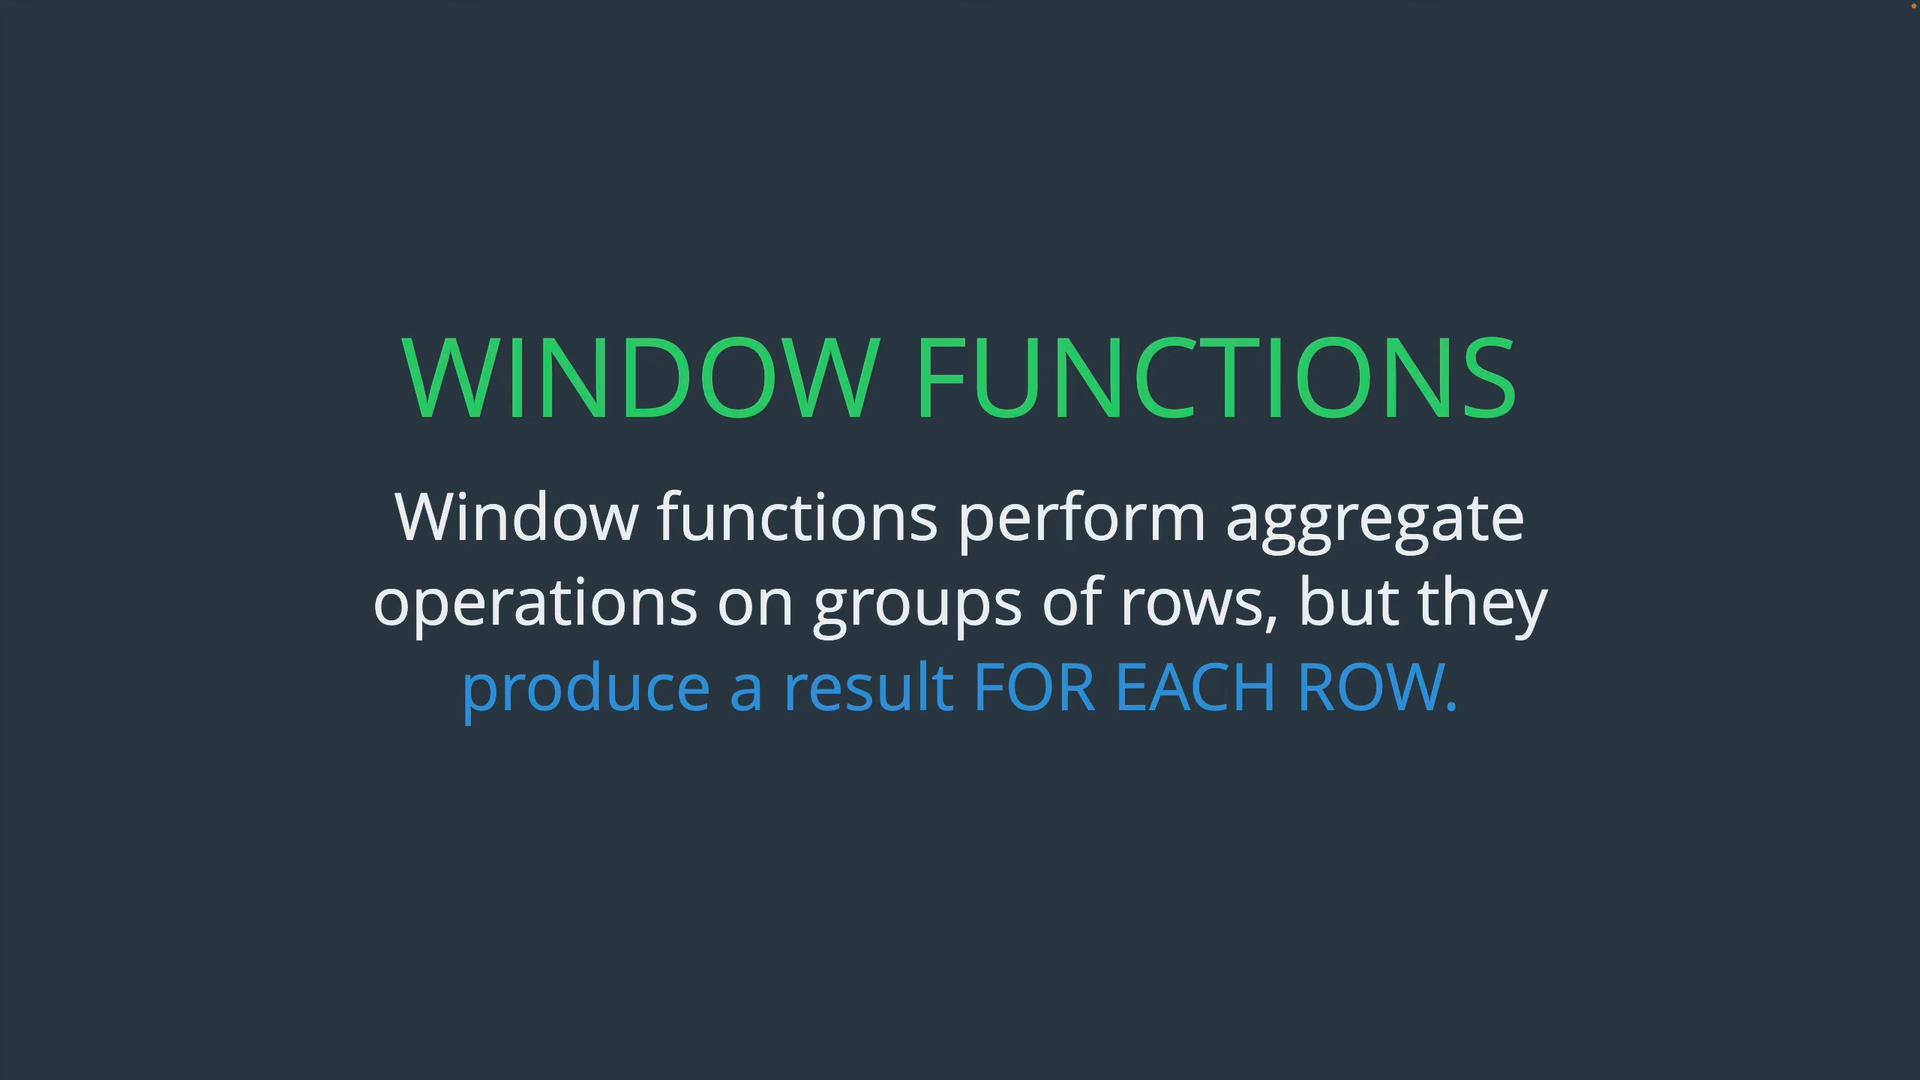 WINDOW FUNCTIONS
Window functions perform aggregate
operations on groups of rows, but they
produce a result FOR EACH ROW.